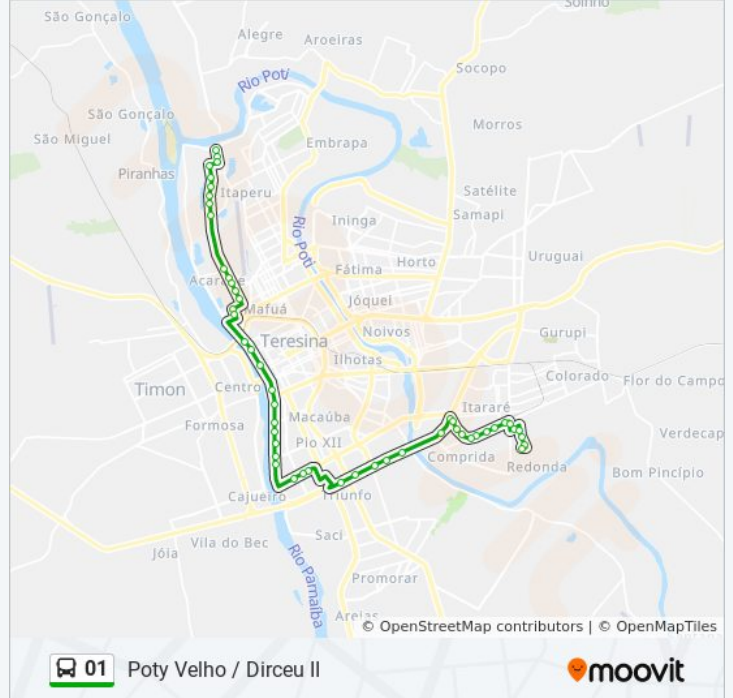 São Gonçalo
Solinho
Alegre
Aroeiras
Socopo
Rio Poti
São Gonçalo
Morros
São Miguel
Embrapa
Piranhas
Itaperu
Satélite
Ininga
Samapi
Rio Poti
Uruguai
Fátima
Horto
Acarape
Jóquei
Mafuá
Noivos
Gurupi
Teresina
Ilhotas
Timon
Centro
Colorado
Flor do Campo
Itararé
Macaúba
Formosa
Pio XII
Verdecap
Comprida
Redonda
Bom Pincípio
Cajueiro
Triunfo
Saci
Vila do Bec
Jóia
Rio Parnaíba
Promorar
Areias
© OpenStreetMap contributors | © OpenMapTiles
01 Poty Velho / Dirceu II
moovit